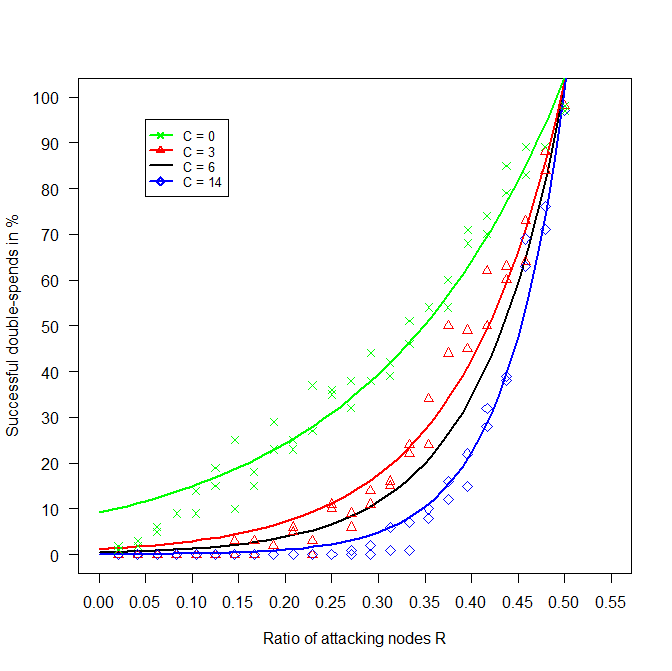 100
90
80
70
60
50
40
30
20
10
0
Successful double-spends in %
C = 0
C = 3
C = 6
C = 14
0.00 0.05 0.10 0.15 0.20 0.25 0.30 0.35 0.40 0.45 0.50 0.55
Ratio of attacking nodes R